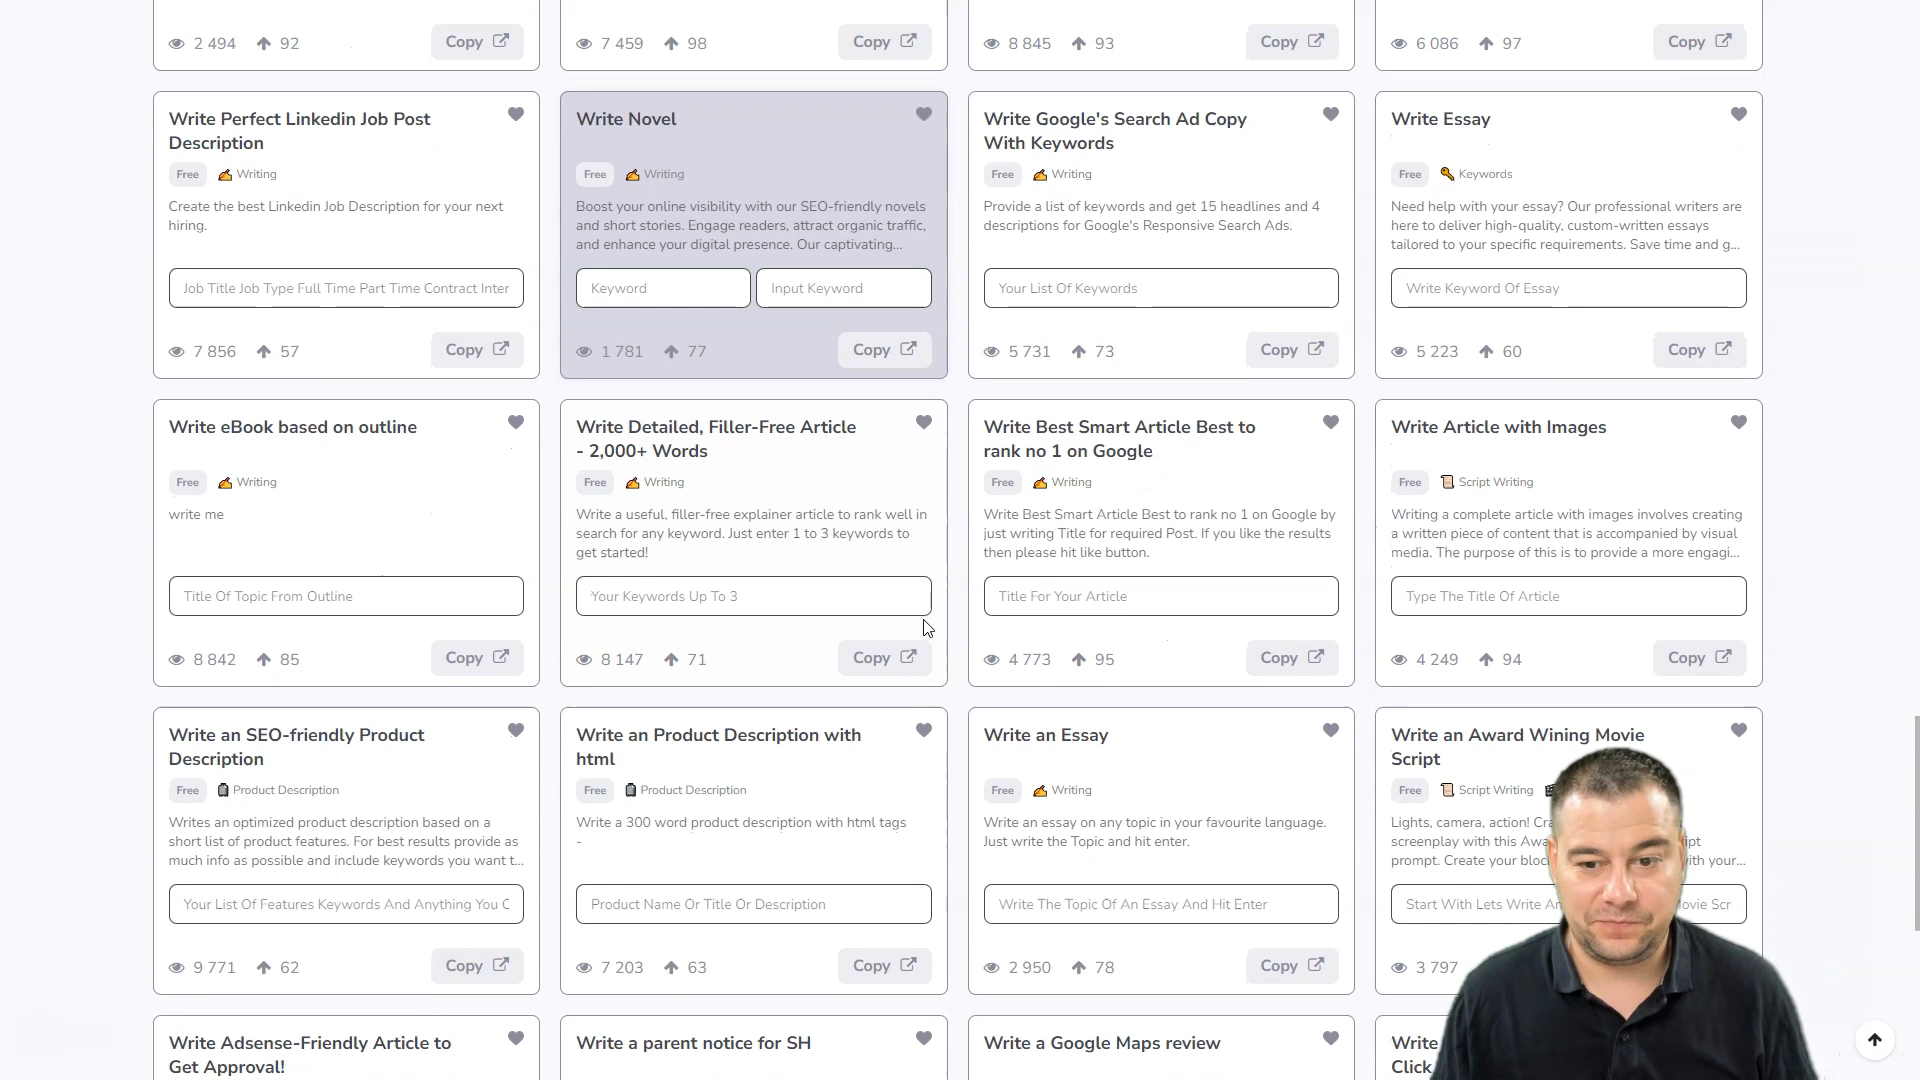 2 494 92 Copy
7 459 98 Copy
8 845 93 Copy
6 086 97 Copy
Write Perfect Linkedin Job Post
Description
Free Writing
Create the best Linkedin Job Description for your next
hiring.
Job Title Job Type Full Time Part Time Contract Inter
7 856 57 Copy
Write Novel
Free Writing
Boost your online visibility with our SEO-friendly novels
and short stories. Engage readers, attract organic traffic,
and enhance your digital presence. Our captivating...
Keyword Input Keyword
1 781 77 Copy
Write Google's Search Ad Copy
With Keywords
Free Writing
Provide a list of keywords and get 15 headlines and 4
descriptions for Google's Responsive Search Ads.
Your List Of Keywords
5 731 73 Copy
Write Essay
Free Keywords
Need help with your essay? Our professional writers are
here to deliver high-quality, custom-written essays
tailored to your specific requirements. Save time and g...
Write Keyword Of Essay
5 223 60 Copy
Write eBook based on outline
Free Writing
write me
Title Of Topic From Outline
8 842 85 Copy
Write Detailed, Filler-Free Article
- 2,000+ Words
Free Writing
Write a useful, filler-free explainer article to rank well in
search for any keyword. Just enter 1 to 3 keywords to
get started!
Your Keywords Up To 3
8 147 71 Copy
Write Best Smart Article Best to
rank no 1 on Google
Free Writing
Write Best Smart Article Best to rank no 1 on Google by
just writing Title for required Post. If you like the results
then please hit like button.
Title For Your Article
4 773 95 Copy
Write Article with Images
Free Script Writing
Writing a complete article with images involves creating
a written piece of content that is accompanied by visual
media. The purpose of this is to provide a more engagi...
Type The Title Of Article
4 249 94 Copy
Write an SEO-friendly Product
Description
Free Product Description
Writes an optimized product description based on a
short list of product features. For best results provide as
much info as possible and include keywords you want t...
Your List Of Features Keywords And Anything You C
9 771 62 Copy
Write an Product Description with
html
Free Product Description
Write a 300 word product description with html tags
-
Product Name Or Title Or Description
7 203 63 Copy
Write an Essay
Free Writing
Write an essay on any topic in your favourite language.
Just write the Topic and hit enter.
Write The Topic Of An Essay And Hit Enter
2 950 78 Copy
Write an Award Wining Movie
Script
Free Script Writing
Lights, camera, action!
screenplay with this
prompt. Create your with your...
Start With Lets Write Movie Scr
3 797
Write Adsense-Friendly Article to
Get Approval!
Write a parent notice for SH
Write a Google Maps review
Write
Click